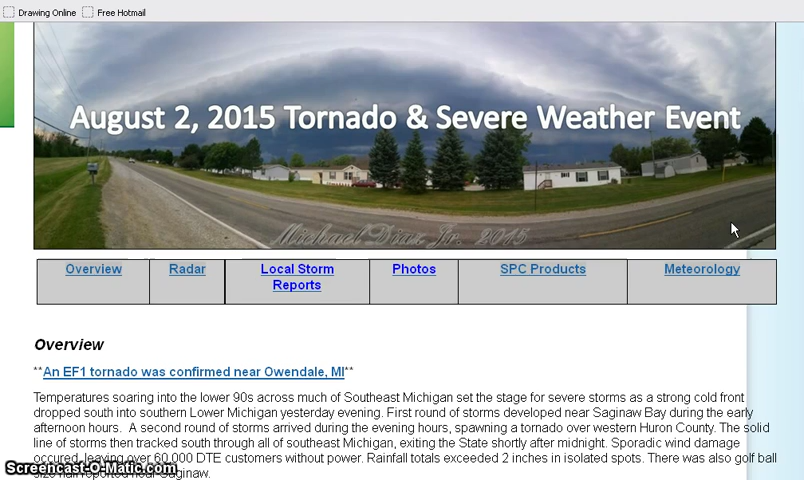 Drawing Online Free Hotmail
August 2, 2015 Tornado & Severe Weather Event
Michael Diaz Jr. 2015
Overview Radar Local Storm Reports Photos SPC Products Meteorology
Overview
**An EF1 tornado was confirmed near Owendale, MI**
Temperatures soaring into the lower 90s across much of Southeast Michigan set the stage for severe storms as a strong cold front
dropped south into southern Lower Michigan yesterday evening. First round of storms developed near Saginaw Bay during the early
afternoon hours. A second round of storms arrived during the evening hours, spawning a tornado over western Huron County. The solid
line of storms then tracked south through all of southeast Michigan, exiting the State shortly after midnight. Sporadic wind damage
occured, leaving over 60,000 DTE customers without power. Rainfall totals exceeded 2 inches in isolated spots. There was also golf ball
size hail reported near Saginaw.
Screencast-O-Matic.com